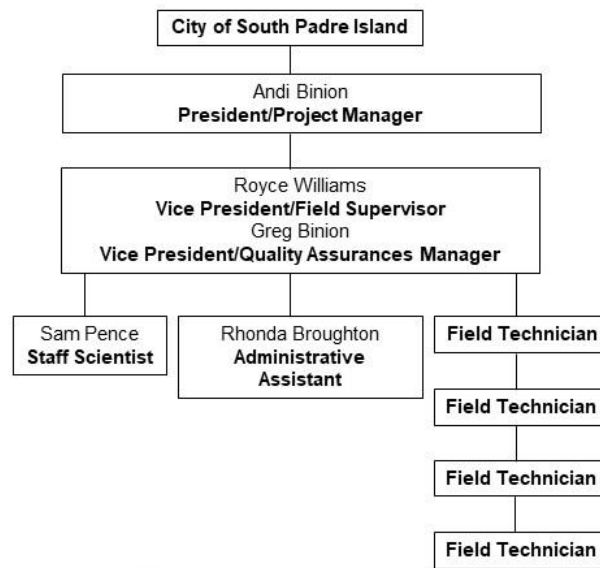 City of South Padre Island
Andi Binion
President/Project Manager
Royce Williams
Vice President/Field Supervisor
Greg Binion
Vice President/Quality Assurances Manager
Sam Pence
Staff Scientist
Rhonda Broughton
Administrative
Assistant
Field Technician
Field Technician
Field Technician
Field Technician